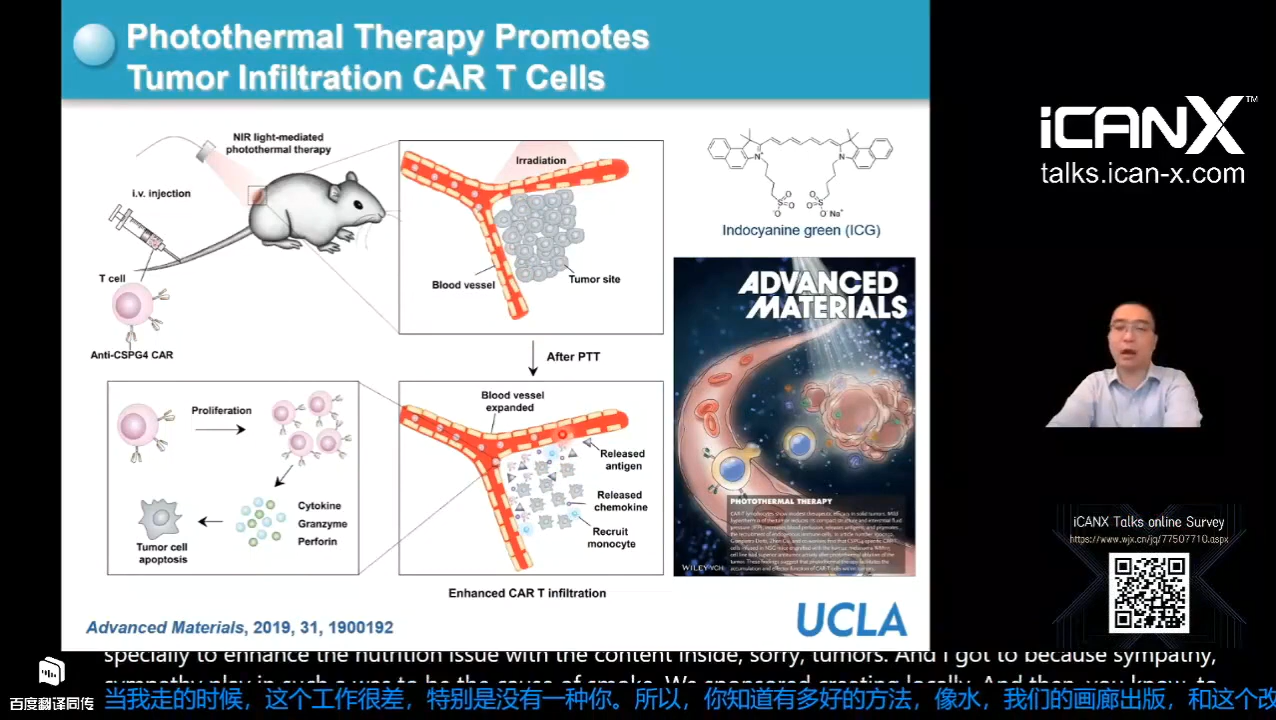 Photothermal Therapy Promotes
Tumor Infiltration CAR T Cells
NIR light-mediated
photothermal therapy
i.v. injection
T cell
Anti-CSPG4 CAR
Irradiation
Blood vessel
Tumor site
After PTT
Proliferation
Cytokine
Granzyme
Perforin
Tumor cell
apoptosis
Blood vessel
expanded
Released
antigen
Released
chemokine
Recruit
monocyte
Enhanced CAR T infiltration
N⁺
N
S
O
O
⁻O
S
O
O
O
Na⁺
Indocyanine green (ICG)
ADVANCED
MATERIALS
PHOTOTHERMAL THERAPY
WILEY-VCH
Advanced Materials, 2019, 31, 1900192
UCLA
iCANX™
talks.ican-x.com
iCANX Talks online Survey
https://www.wjx.cn/jq/77507710.aspx
specially to enhance the nutrition issue with the content inside, sorry, tumors. And I got to because sympathy,
百度翻译同传
当我走的时候，这个工作很差，特别是没有一种你。所以，你知道有多好的方法，像水，我们的画廊出版，和这个改